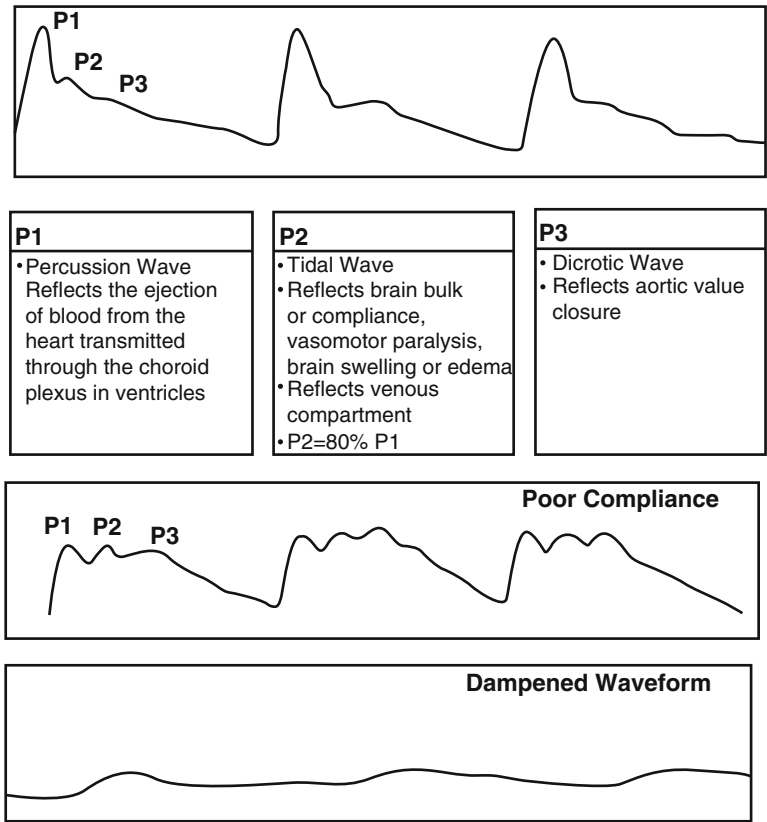 P1
P2
P3
P1
• Percussion Wave
Reflects the ejection
of blood from the
heart transmitted
through the choroid
plexus in ventricles
P2
• Tidal Wave
• Reflects brain bulk
or compliance,
vasomotor paralysis,
brain swelling or edema
• Reflects venous
compartment
• P2=80% P1
P3
• Dicrotic Wave
• Reflects aortic value
closure
Poor Compliance
P1 P2 P3
Dampened Waveform